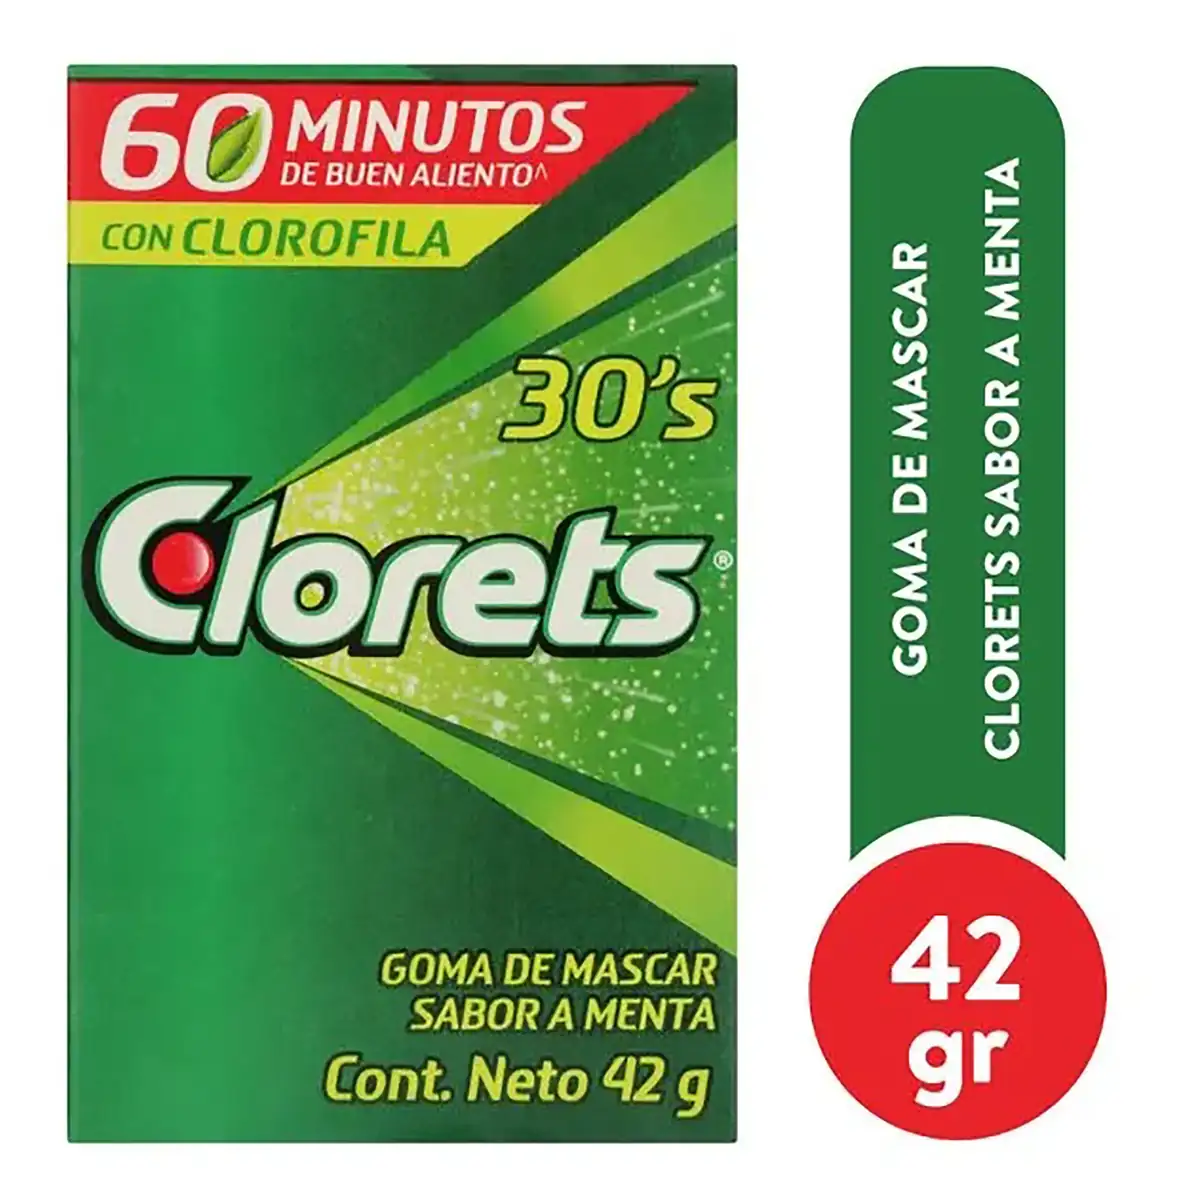 60 MINUTOS
DE BUEN ALIENTO^
CON CLOROFILA
30's
Clorets®
GOMA DE MASCAR
SABOR A MENTA
Cont. Neto 42 g
GOMA DE MASCAR
CLORETS SABOR A MENTA
42
gr